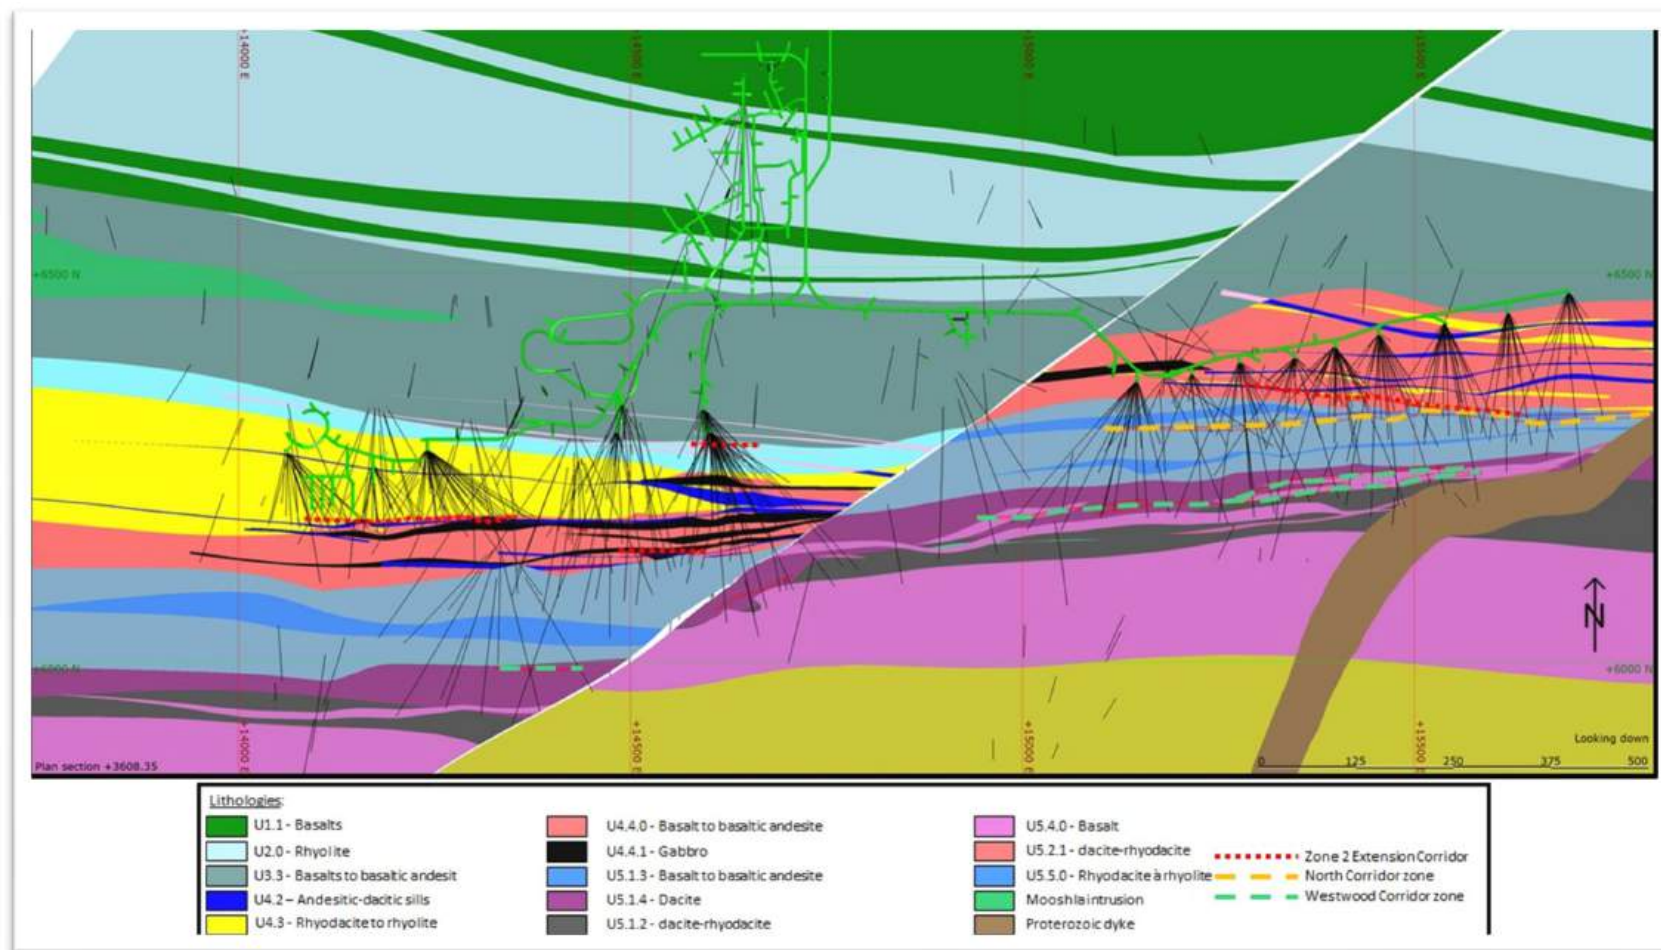 +14000 E
+14500 E
+15000 E
+15500 E
+6500 N
+6500 N
+6000 N
+6000 N
N
+14000 E
+14500 E
+15000 E
+15500 E
Looking down
Plan section +3608.35
0 125 250 375 500
Lithologies:
U1.1 - Basalts
U2.0 - Rhyolite
U3.3 - Basalts to basaltic andesit
U4.2 – Andesitic-dacitic sills
U4.3 - Rhyodacite to rhyolite
U4.4.0 - Basalt to basaltic andesite
U4.4.1 - Gabbro
U5.1.3 - Basalt to basaltic andesite
U5.1.4 - Dacite
U5.1.2 - dacite-rhyodacite
U5.4.0 - Basalt
U5.2.1 - dacite-rhyodacite
U5.5.0 - Rhyodacite à rhyolite
Mooshla intrusion
Proterozoic dyke
Zone 2 Extension Corridor
North Corridor zone
Westwood Corridor zone